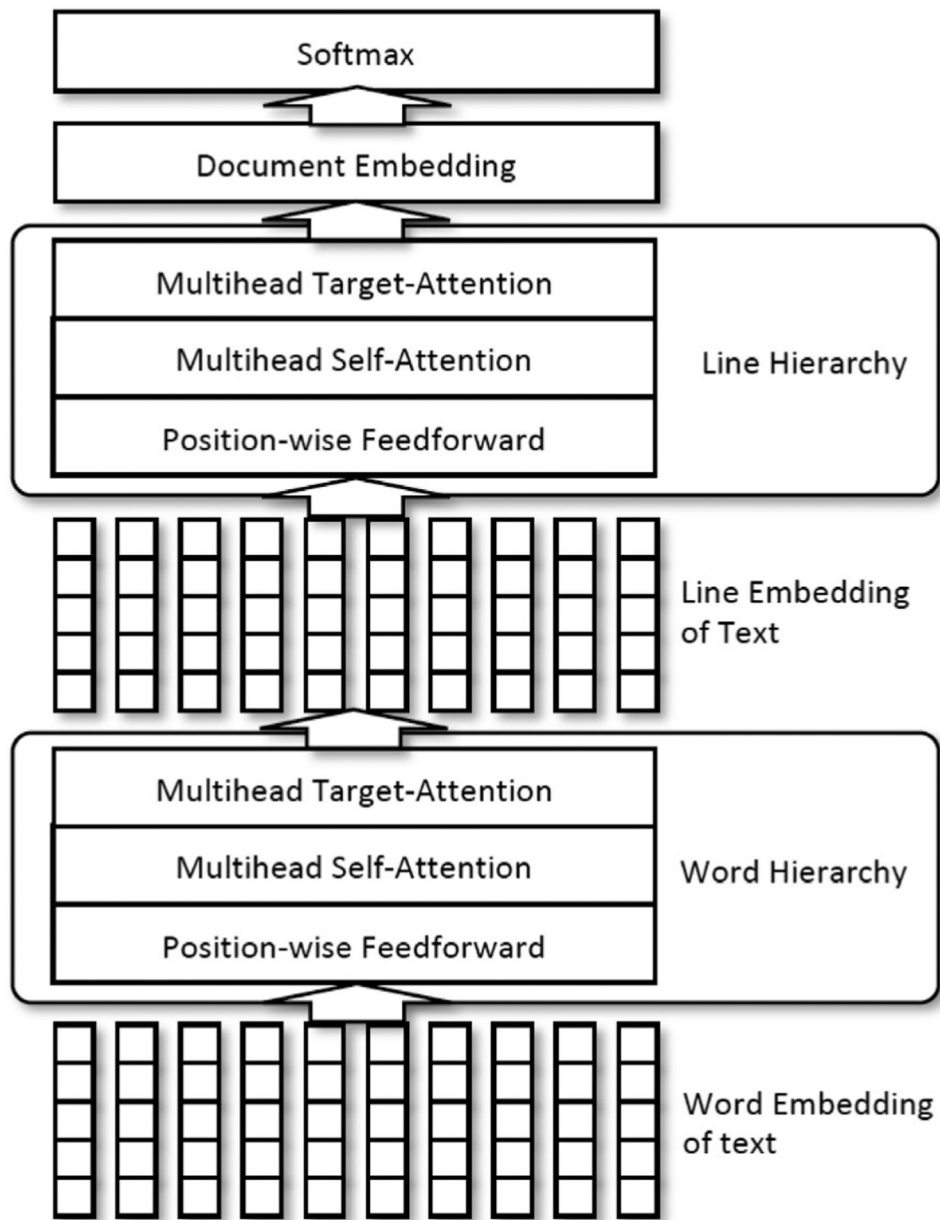 Softmax
Document Embedding
Multihead Target-Attention
Multihead Self-Attention
Line Hierarchy
Position-wise Feedforward
Line Embedding
of Text
Multihead Target-Attention
Multihead Self-Attention
Word Hierarchy
Position-wise Feedforward
Word Embedding
of text